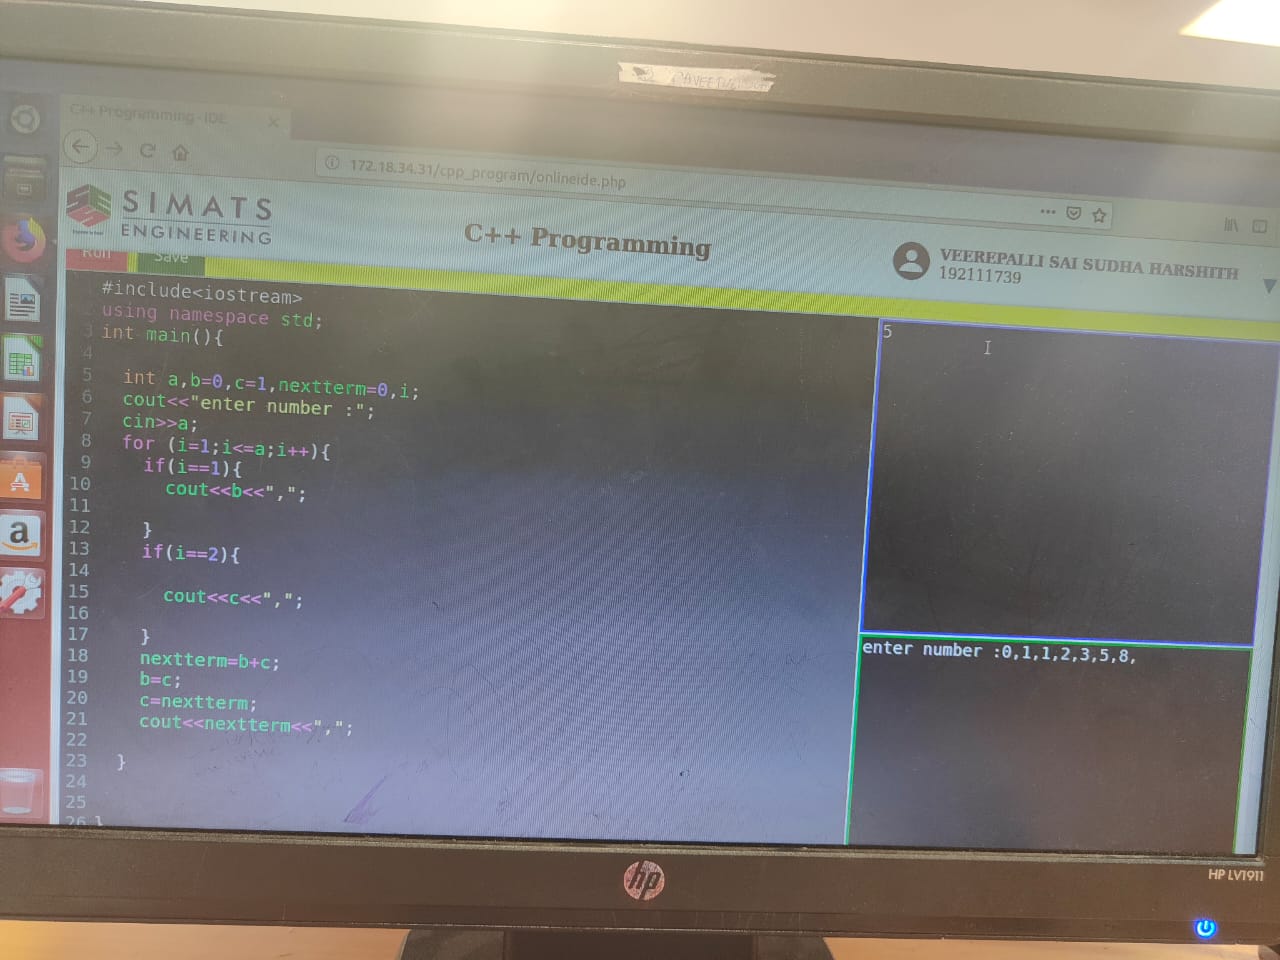 C++ Programming - IDE
172.18.34.31/cpp_program/onlineide.php
SIMATS
ENGINEERING
C++ Programming
VEEREPALLI SAI SUDHA HARSHITH
192111739
Run Save
#include<iostream>
using namespace std;
3 int main(){
4
5 int a,b=0,c=1,nextterm=0,i;
6 cout<<"enter number :";
7 cin>>a;
8 for (i=1;i<=a;i++){
9 if(i==1){
10 cout<<b<<",";
11
12 }
13 if(i==2){
14
15 cout<<c<<",";
16
17 }
18 nextterm=b+c;
19 b=c;
20 c=nextterm;
21 cout<<nextterm<<",";
22
23 }
24
25
26 }
5
enter number :0,1,1,2,3,5,8,
a
hp
HP LV1911